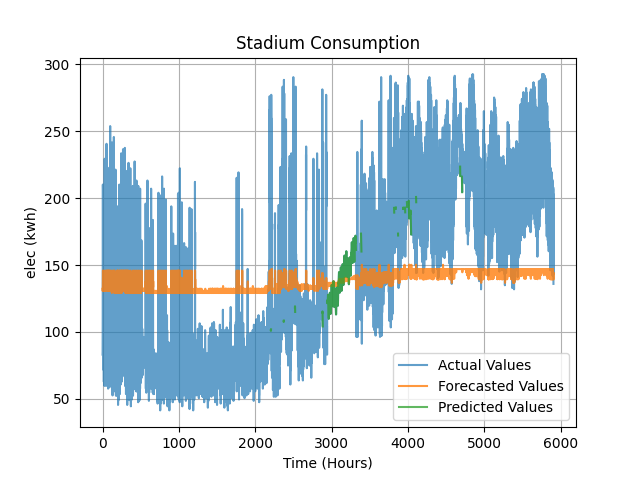 Stadium Consumption
elec (kwh)
300
250
200
150
100
50
0 1000 2000 3000 4000 5000 6000
Time (Hours)
Actual Values
Forecasted Values
Predicted Values